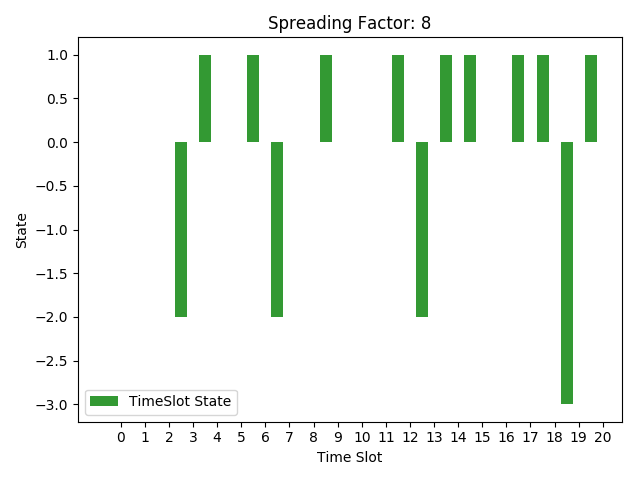 Spreading Factor: 8
1.0
0.5
0.0
−0.5
−1.0
−1.5
−2.0
−2.5
−3.0
State
TimeSlot State
0 1 2 3 4 5 6 7 8 9 10 11 12 13 14 15 16 17 18 19 20
Time Slot